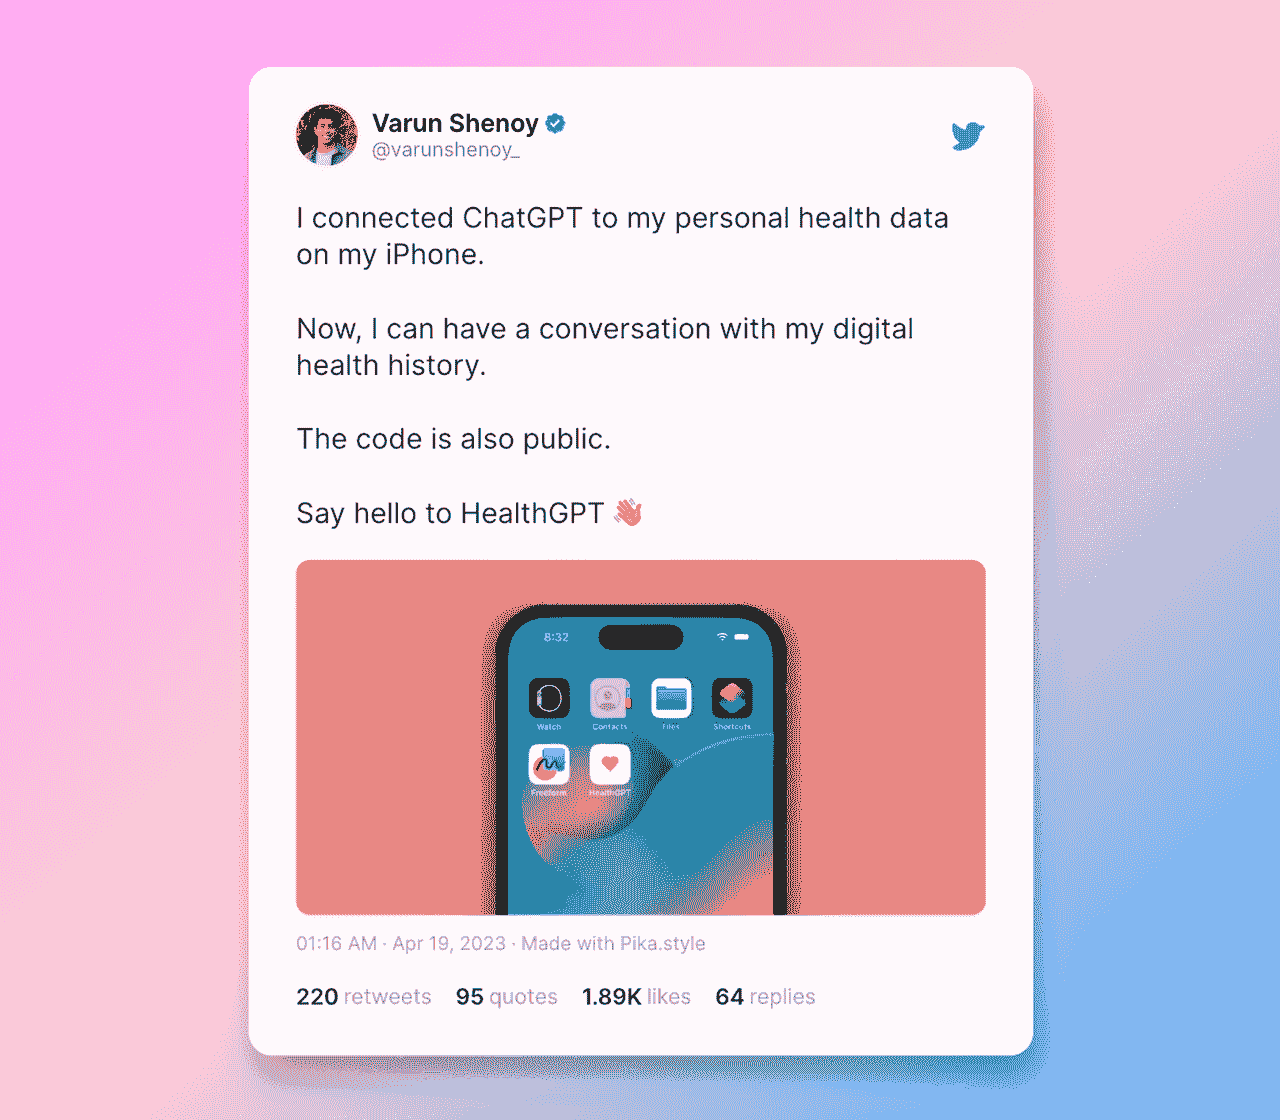 Varun Shenoy
@varunshenoy_
I connected ChatGPT to my personal health data
on my iPhone.
Now, I can have a conversation with my digital
health history.
The code is also public.
Say hello to HealthGPT 👋
8:32
Watch Contacts Files Shortcuts
Freeform HealthGPT
01:16 AM · Apr 19, 2023 · Made with Pika.style
220 retweets 95 quotes 1.89K likes 64 replies